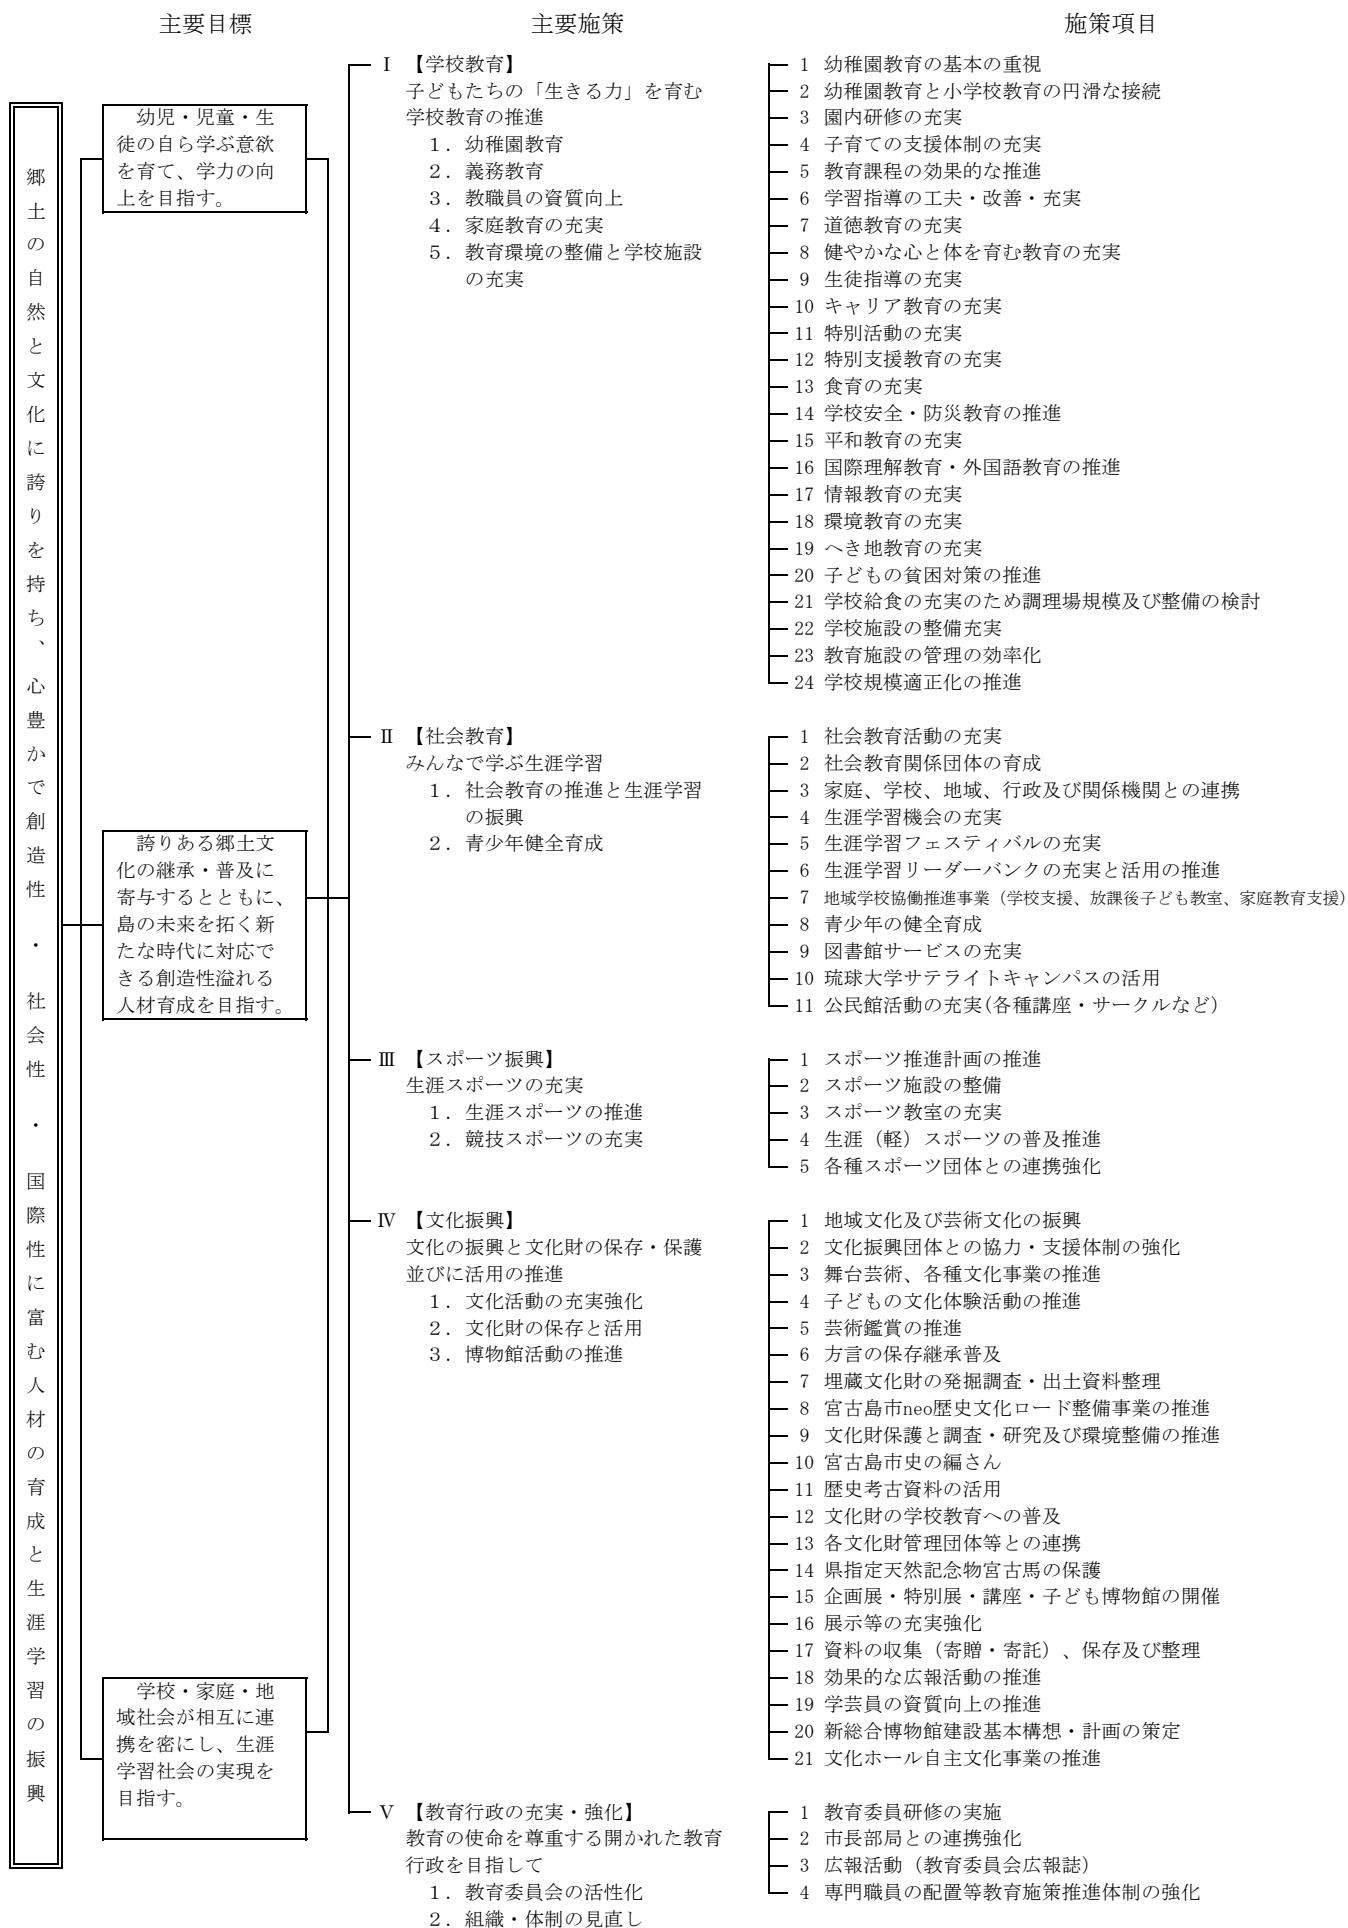 主要目標
主要施策
施策項目
郷土の自然と文化に誇りを持ち、心豊かで創造性・社会性・国際性に富む人材の育成と生涯学習の振興
幼児・児童・生
徒の自ら学ぶ意欲
を育て、学力の向
上を目指す。
誇りある郷土文
化の継承・普及に
寄与するとともに、
島の未来を拓く新
たな時代に対応で
きる創造性溢れる
人材育成を目指す。
学校・家庭・地
域社会が相互に連
携を密にし、生涯
学習社会の実現を
目指す。
Ⅰ 【学校教育】
子どもたちの「生きる力」を育む
学校教育の推進
1. 幼稚園教育
2. 義務教育
3. 教職員の資質向上
4. 家庭教育の充実
5. 教育環境の整備と学校施設
の充実
1 幼稚園教育の基本の重視
2 幼稚園教育と小学校教育の円滑な接続
3 園内研修の充実
4 子育ての支援体制の充実
5 教育課程の効果的な推進
6 学習指導の工夫・改善・充実
7 道徳教育の充実
8 健やかな心と体を育む教育の充実
9 生徒指導の充実
10 キャリア教育の充実
11 特別活動の充実
12 特別支援教育の充実
13 食育の充実
14 学校安全・防災教育の推進
15 平和教育の充実
16 国際理解教育・外国語教育の推進
17 情報教育の充実
18 環境教育の充実
19 へき地教育の充実
20 子どもの貧困対策の推進
21 学校給食の充実のため調理場規模及び整備の検討
22 学校施設の整備充実
23 教育施設の管理の効率化
24 学校規模適正化の推進
Ⅱ 【社会教育】
みんなで学ぶ生涯学習
1. 社会教育の推進と生涯学習
の振興
2. 青少年健全育成
1 社会教育活動の充実
2 社会教育関係団体の育成
3 家庭、学校、地域、行政及び関係機関との連携
4 生涯学習機会の充実
5 生涯学習フェスティバルの充実
6 生涯学習リーダーバンクの充実と活用の推進
7 地域学校協働推進事業（学校支援、放課後子ども教室、家庭教育支援）
8 青少年の健全育成
9 図書館サービスの充実
10 琉球大学サテライトキャンパスの活用
11 公民館活動の充実(各種講座・サークルなど)
Ⅲ 【スポーツ振興】
生涯スポーツの充実
1. 生涯スポーツの推進
2. 競技スポーツの充実
1 スポーツ推進計画の推進
2 スポーツ施設の整備
3 スポーツ教室の充実
4 生涯（軽）スポーツの普及推進
5 各種スポーツ団体との連携強化
Ⅳ 【文化振興】
文化の振興と文化財の保存・保護
並びに活用の推進
1. 文化活動の充実強化
2. 文化財の保存と活用
3. 博物館活動の推進
1 地域文化及び芸術文化の振興
2 文化振興団体との協力・支援体制の強化
3 舞台芸術、各種文化事業の推進
4 子どもの文化体験活動の推進
5 芸術鑑賞の推進
6 方言の保存継承普及
7 埋蔵文化財の発掘調査・出土資料整理
8 宮古島市neo歴史文化ロード整備事業の推進
9 文化財保護と調査・研究及び環境整備の推進
10 宮古島市史の編さん
11 歴史考古資料の活用
12 文化財の学校教育への普及
13 各文化財管理団体等との連携
14 県指定天然記念物宮古馬の保護
15 企画展・特別展・講座・子ども博物館の開催
16 展示等の充実強化
17 資料の収集（寄贈・寄託）、保存及び整理
18 効果的な広報活動の推進
19 学芸員の資質向上の推進
20 新総合博物館建設基本構想・計画の策定
21 文化ホール自主文化事業の推進
Ⅴ 【教育行政の充実・強化】
教育の使命を尊重する開かれた教育
行政を目指して
1. 教育委員会の活性化
2. 組織・体制の見直し
1 教育委員研修の実施
2 市長部局との連携強化
3 広報活動（教育委員会広報誌）
4 専門職員の配置等教育施策推進体制の強化